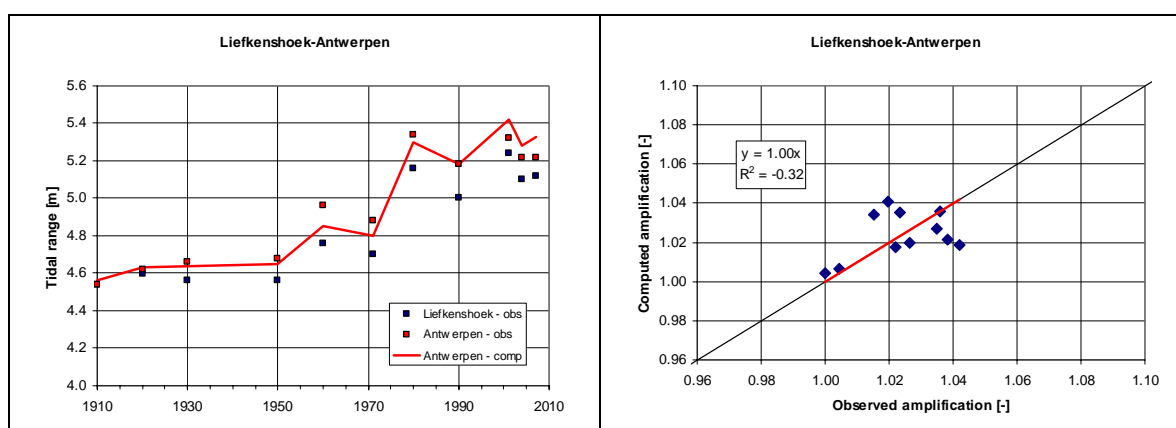 Liefkenshoek-Antwerpen
5.6
5.4
5.2
5.0
4.8
4.6
4.4
4.2
4.0
Tidal range [m]
Liefkenshoek - obs
Antwerpen - obs
Antwerpen - comp
1910 1930 1950 1970 1990 2010
Liefkenshoek-Antwerpen
1.10
1.08
1.06
1.04
1.02
1.00
0.98
0.96
Computed amplification [-]
y = 1.00x
R² = -0.32
0.96 0.98 1.00 1.02 1.04 1.06 1.08 1.10
Observed amplification [-]